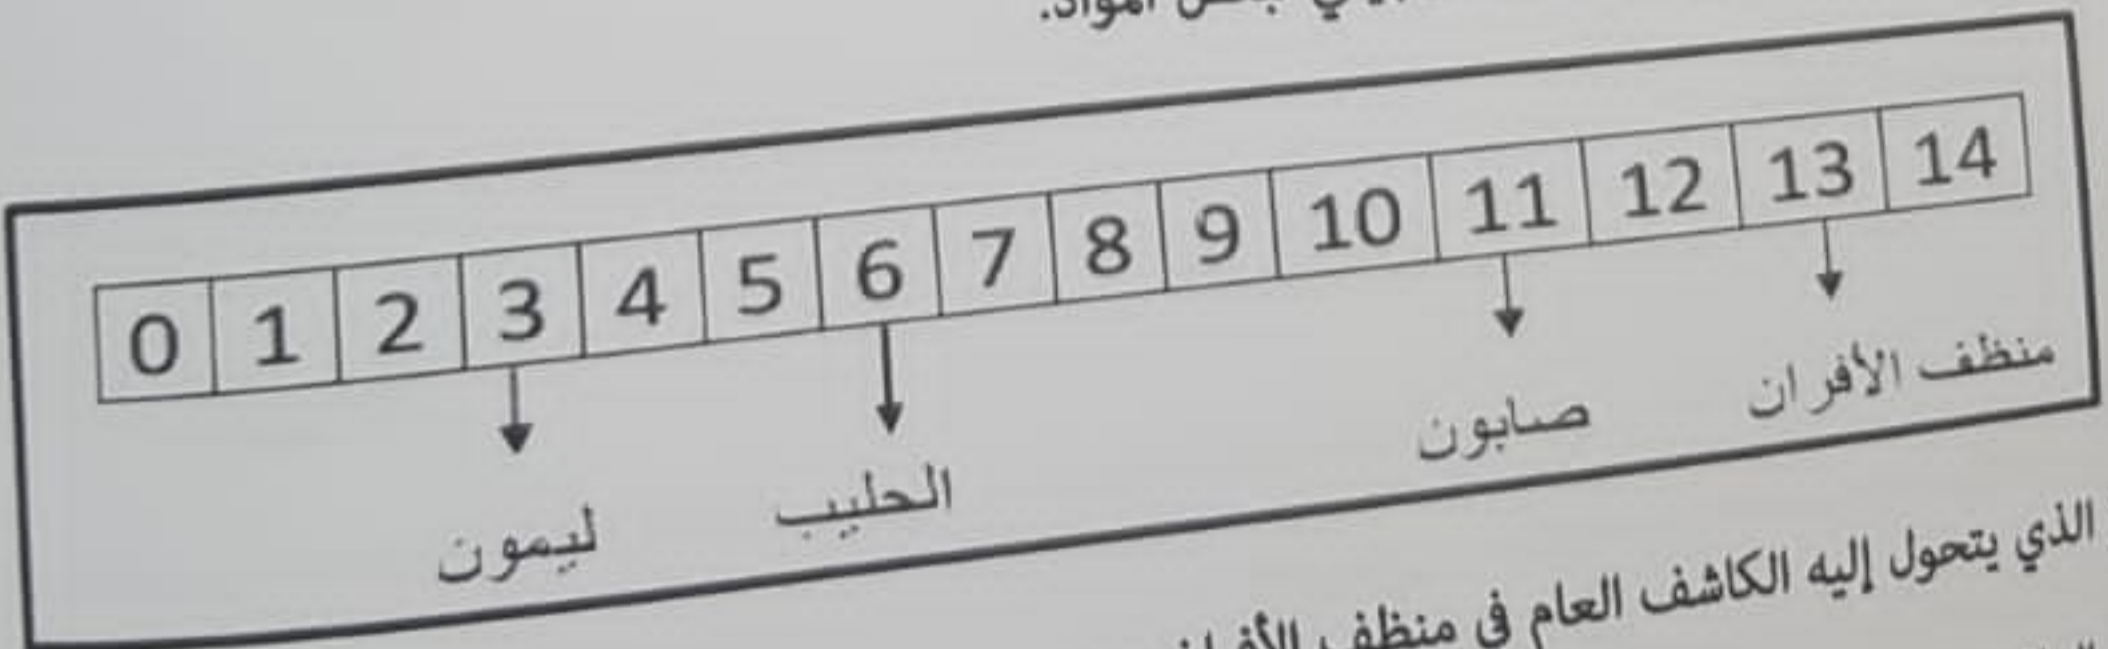 المواد.
0 1 2 3 4 5 6 7 8 9 10 11 12 13 14
ليمون
الحليب
صابون
منظف الأفران
الذي يتحول إليه الكاشف العام في منظف